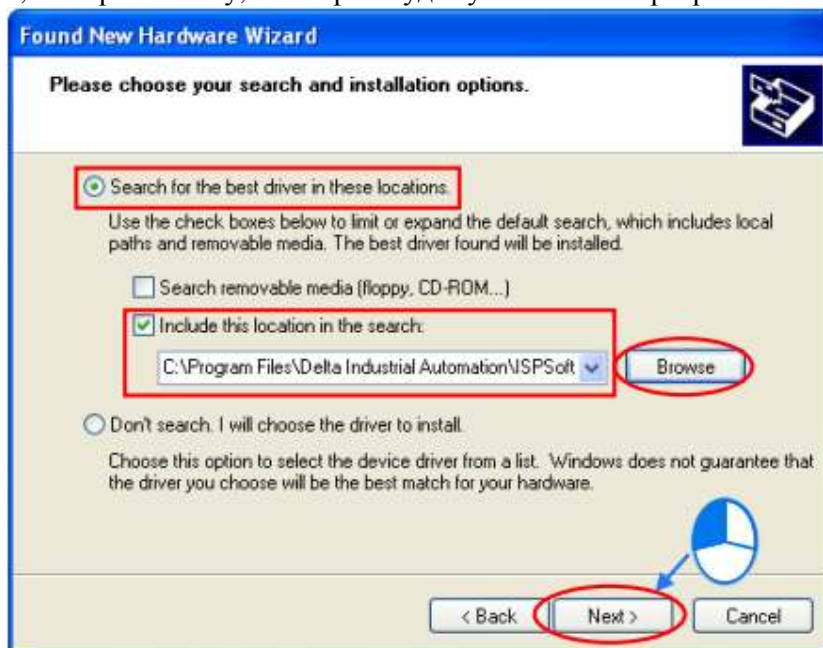 Found New Hardware Wizard
Please choose your search and installation options.
Search for the best driver in these locations.
Use the check boxes below to limit or expand the default search, which includes local
paths and removable media. The best driver found will be installed.
Search removable media (floppy, CD-ROM...)
Include this location in the search:
C:\Program Files\Delta Industrial Automation\ISPSoft
Browse
Don't search. I will choose the driver to install.
Choose this option to select the device driver from a list. Windows does not guarantee that
the driver you choose will be the best match for your hardware.
< Back Next > Cancel